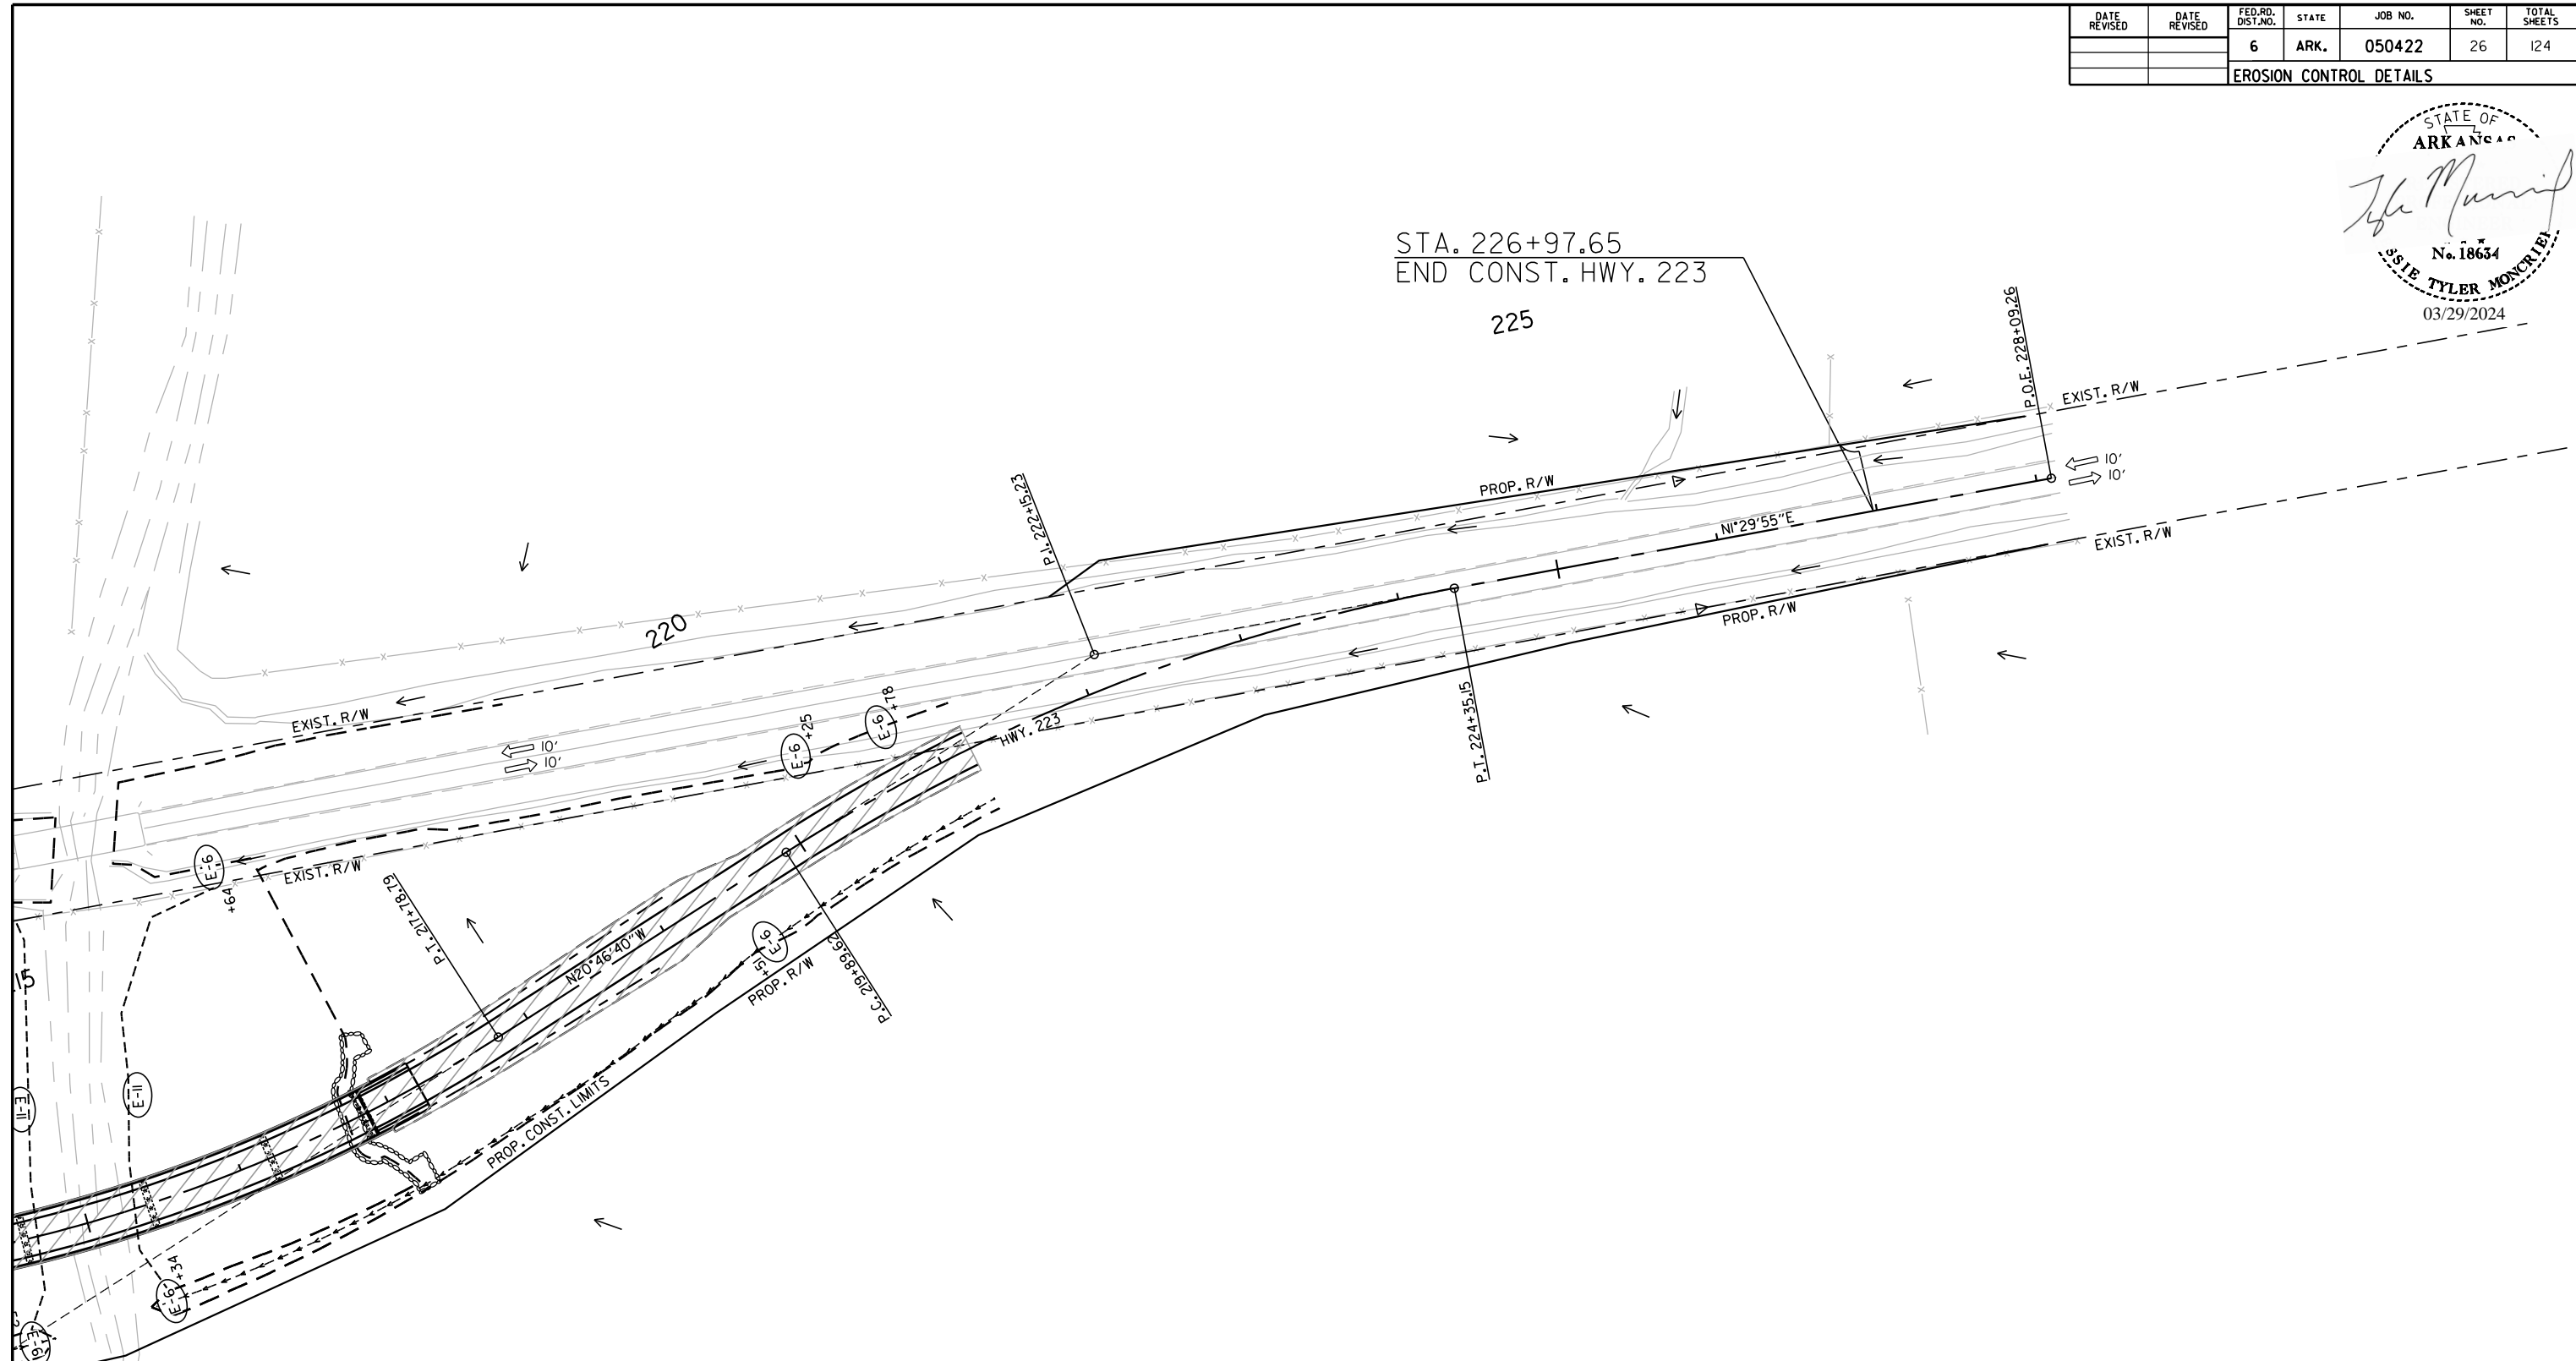 DATE REVISED
DATE REVISED
FED.RD. DIST.NO.
STATE
JOB NO.
SHEET NO.
TOTAL SHEETS
6
ARK.
050422
26
124
EROSION CONTROL DETAILS
STATE OF
ARKANSAS
No. 18634
SSIE TYLER MONCRIEF
03/29/2024
STA. 226+97.65
END CONST. HWY. 223
225
P.O.E. 228+09.26
EXIST. R/W
PROP. R/W
10'
10'
P.I. 222+15.23
N1°29'55"E
EXIST. R/W
220
PROP. R/W
EXIST. R/W
E-6
+78
E-6
+25
HWY. 223
10'
10'
P.T. 224+35.15
E-6
+64
EXIST. R/W
P.T. 217+78.79
N20°46'40"W
E-6
+51
P.C. 219+89.62
PROP. R/W
15
E-11
E-11
PROP. CONST. LIMITS
E-6
+34
E-6